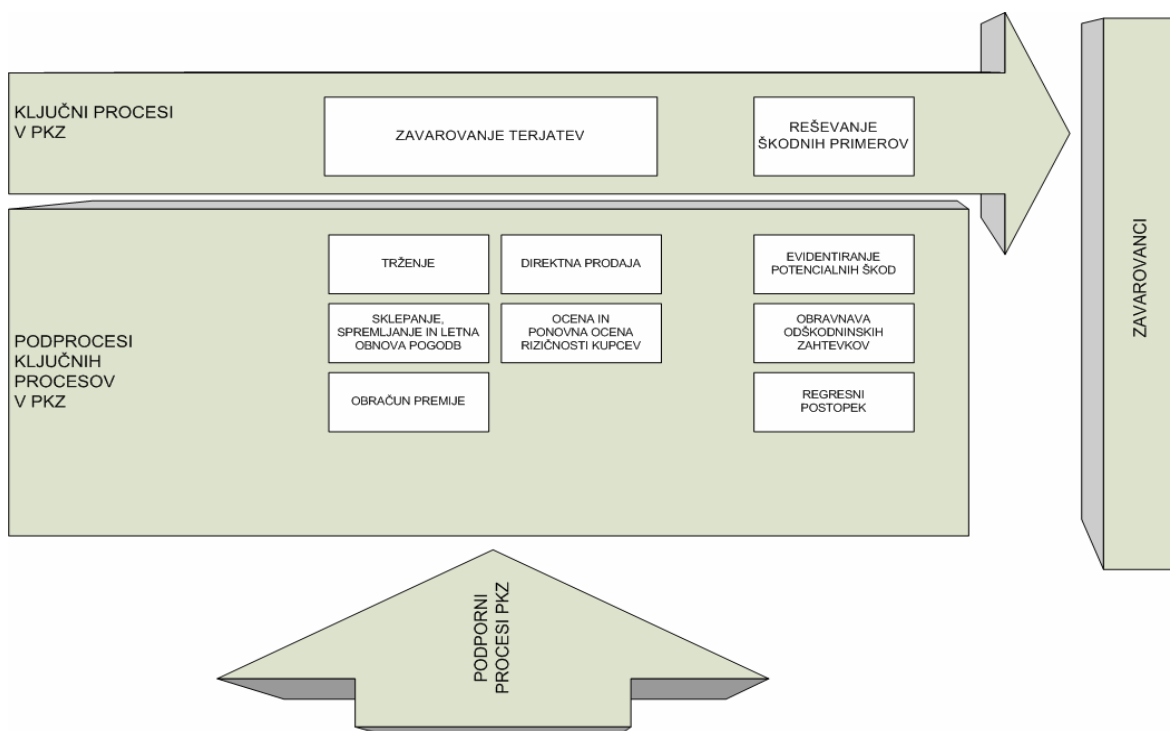 KLJUČNI PROCESI
V PKZ
ZAVAROVANJE TERJATEV
REŠEVANJE
ŠKODNIH PRIMEROV
PODPROCESI
KLJUČNIH
PROCESOV
V PKZ
TRŽENJE
DIREKTNA PRODAJA
EVIDENTIRANJE
POTENCIALNIH ŠKOD
SKLEPANJE,
SPREMLJANJE IN LETNA
OBNOVA POGODB
OCENA IN
PONOVNA OCENA
RIZIČNOSTI KUPCEV
OBRAVNAVA
ODŠKODNINSKIH
ZAHTEVKOV
OBRAČUN PREMIJE
REGRESNI
POSTOPEK
ZAVAROVANCI
PODPORNI
PROCESI PKZ